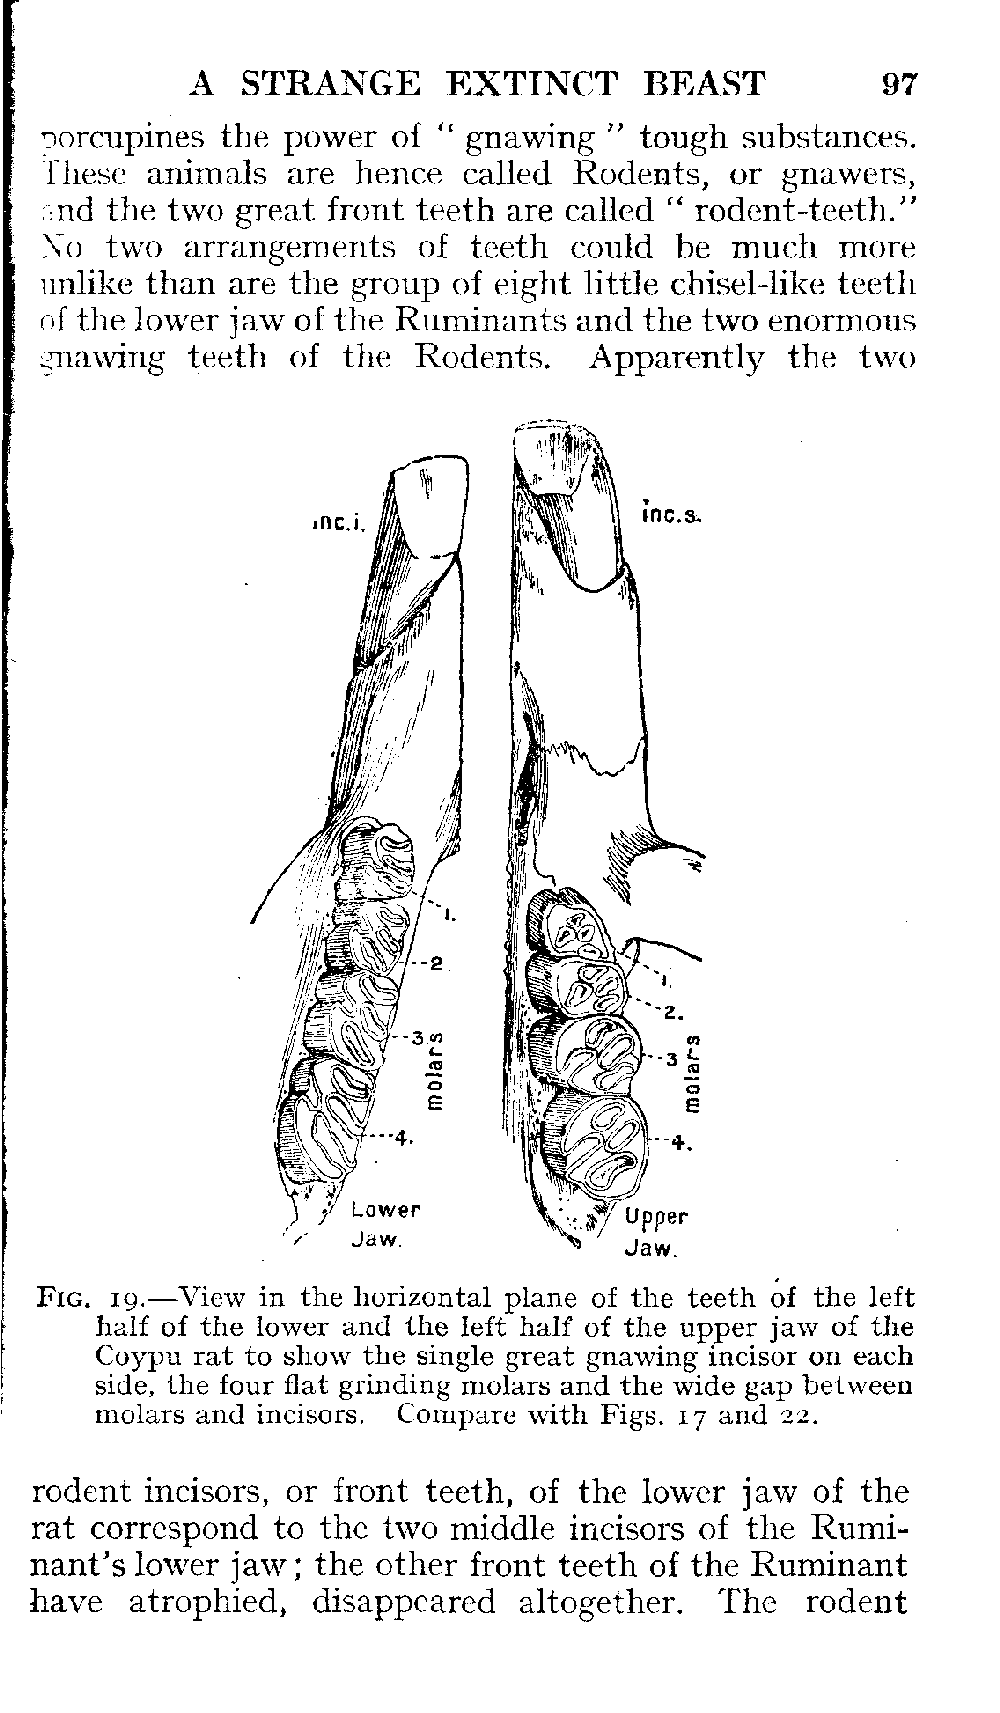 A STRANGE EXTINCT BEAST 97
porcupines the power of “ gnawing ” tough substances.
These animals are hence called Rodents, or gnawers,
and the two great front teeth are called “ rodent-teeth.”
No two arrangements of teeth could be much more
unlike than are the group of eight little chisel-like teeth
of the lower jaw of the Ruminants and the two enormous
gnawing teeth of the Rodents. Apparently the two
inc.i.
inc.s.
1.
2
3
molars
4.
Lower
Jaw.
1.
2.
3
molars
4.
Upper
Jaw.
FIG. 19.—View in the horizontal plane of the teeth of the left
half of the lower and the left half of the upper jaw of the
Coypu rat to show the single great gnawing incisor on each
side, the four flat grinding molars and the wide gap between
molars and incisors. Compare with Figs. 17 and 22.
rodent incisors, or front teeth, of the lower jaw of the
rat correspond to the two middle incisors of the Rumi-
nant’s lower jaw; the other front teeth of the Ruminant
have atrophied, disappeared altogether. The rodent